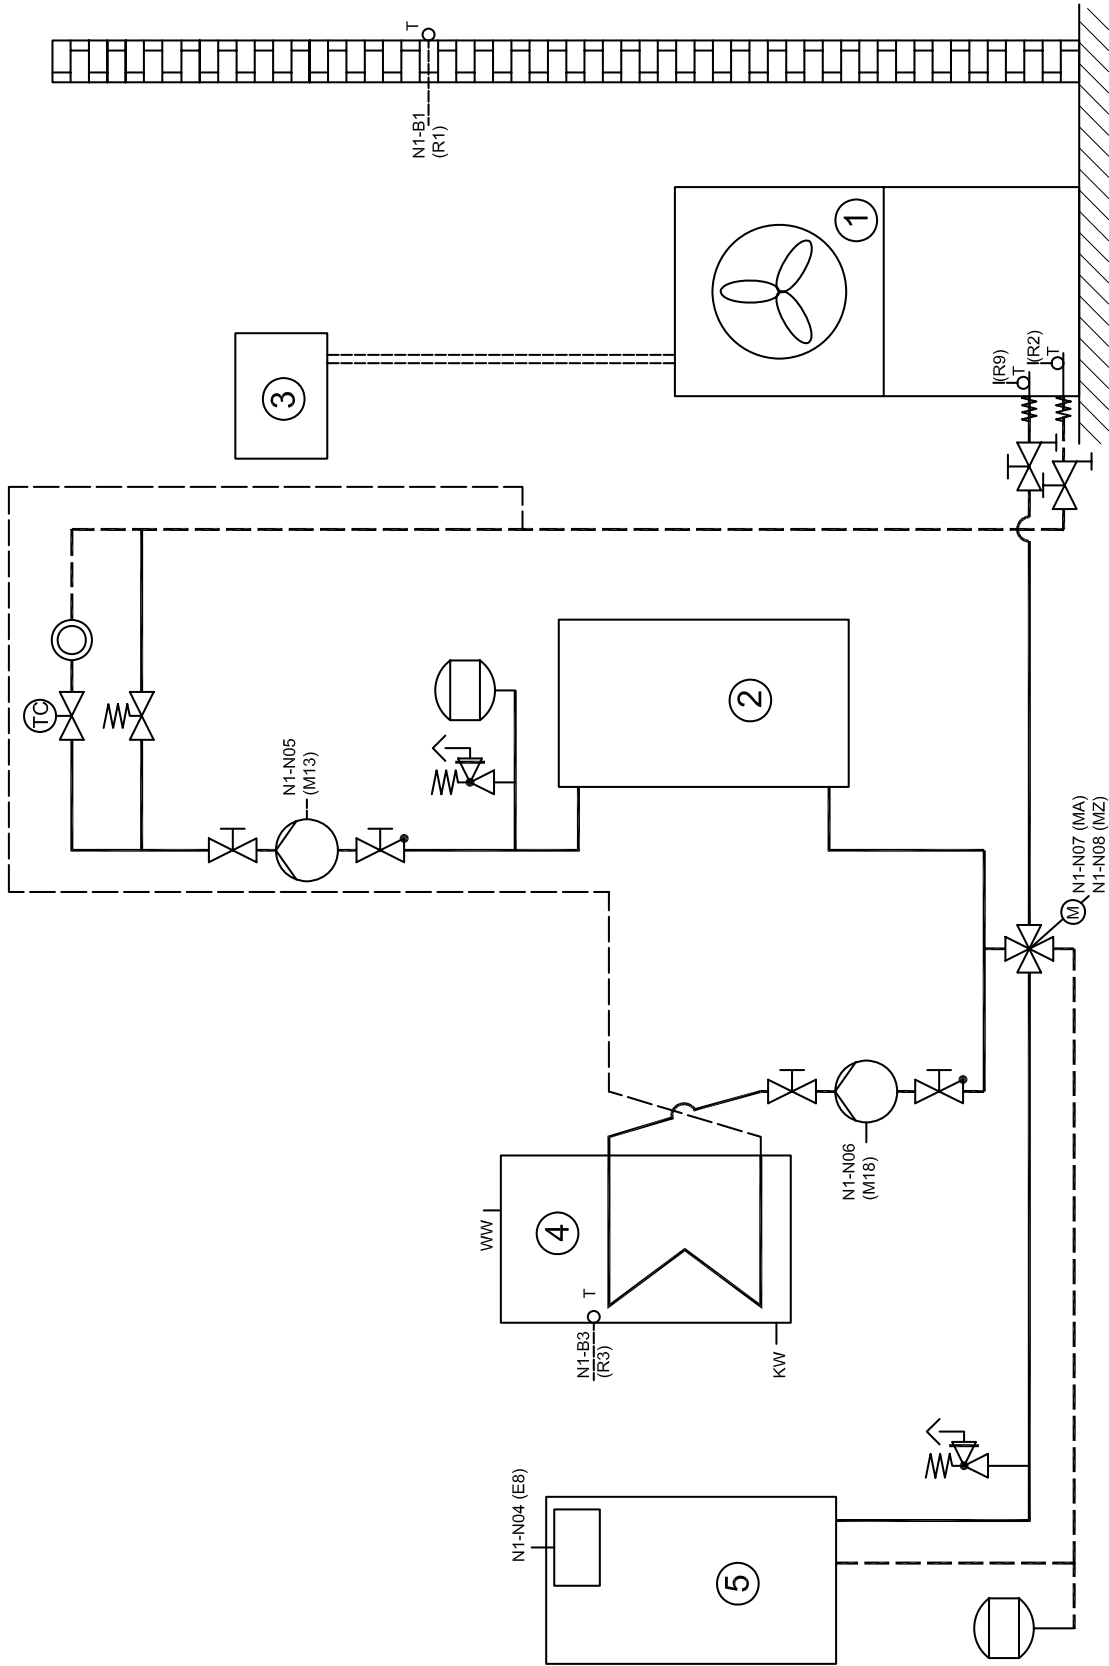 T
N1-B1
(R1)
1
3
(R9)
T
(R2)
T
TC
N1-N05
(M13)
2
M
N1-N07 (MA)
N1-N08 (MZ)
N1-N06
(M18)
WW
4
T
N1-B3
(R3)
KW
N1-N04 (E8)
5